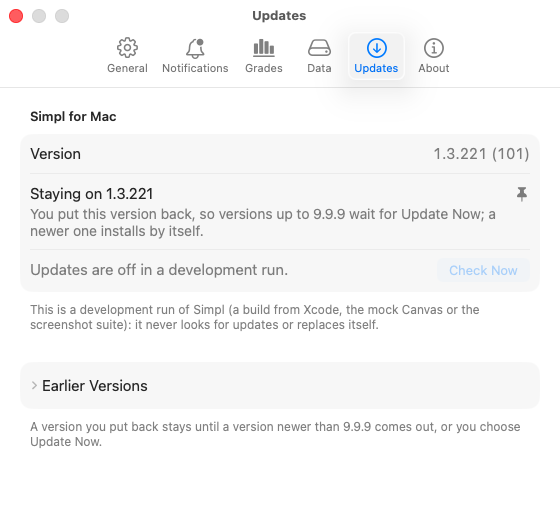 Updates
General
Notifications
Grades
Data
Updates
About
Simpl for Mac
Version
1.3.221 (101)
Staying on 1.3.221
You put this version back, so versions up to 9.9.9 wait for Update Now; a
newer one installs by itself.
Updates are off in a development run.
Check Now
This is a development run of Simpl (a build from Xcode, the mock Canvas or the
screenshot suite): it never looks for updates or replaces itself.
Earlier Versions
A version you put back stays until a version newer than 9.9.9 comes out, or you choose
Update Now.